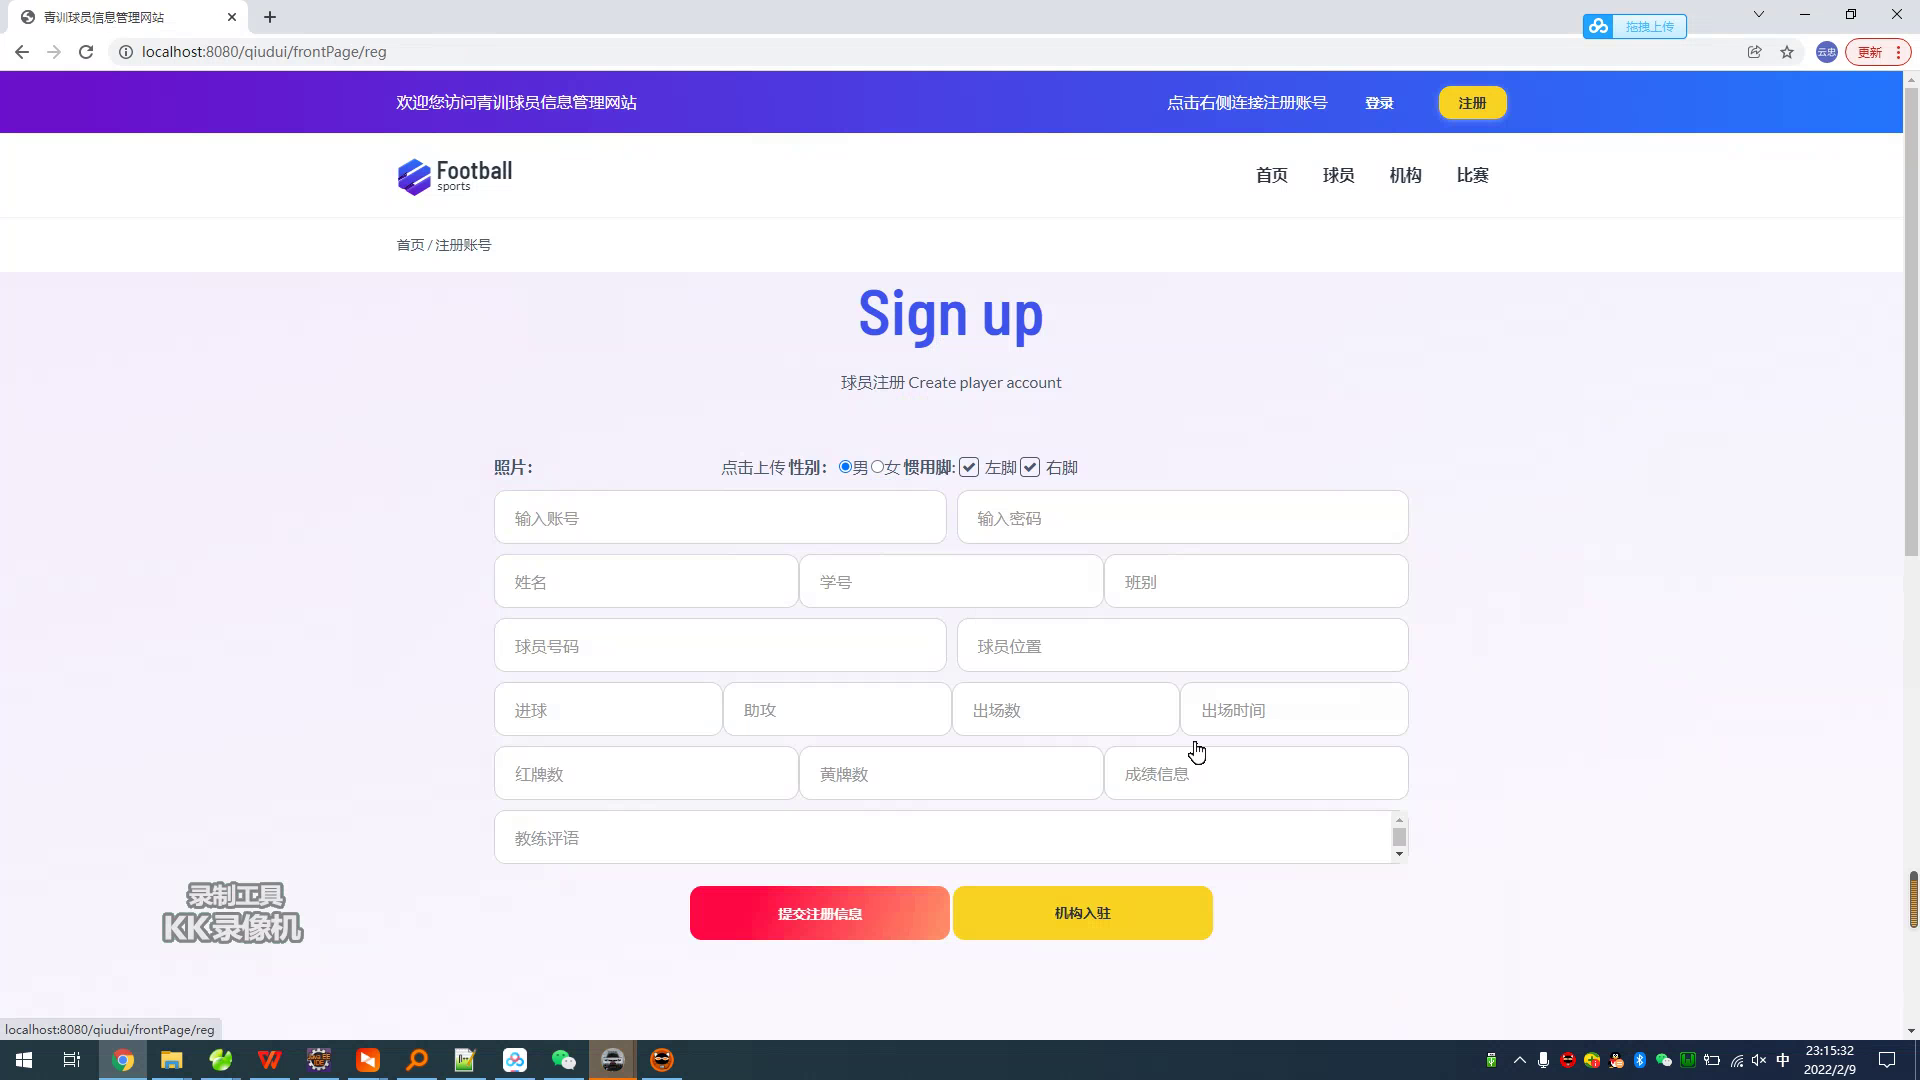 青训球员信息管理网站
拖拽上传
localhost:8080/qiudui/frontPage/reg
云忠
更新
欢迎您访问青训球员信息管理网站
点击右侧连接注册账号 登录 注册
Football
sports
首页 球员 机构 比赛
首页 / 注册账号
Sign up
球员注册 Create player account
照片: 点击上传 性别: 男 女 惯用脚: 左脚 右脚
输入账号 输入密码
姓名 学号 班别
球员号码 球员位置
进球 助攻 出场数 出场时间
红牌数 黄牌数 成绩信息
教练评语
提交注册信息 机构入驻
录制工具
KK录像机
localhost:8080/qiudui/frontPage/reg
中
23:15:32
2022/2/9